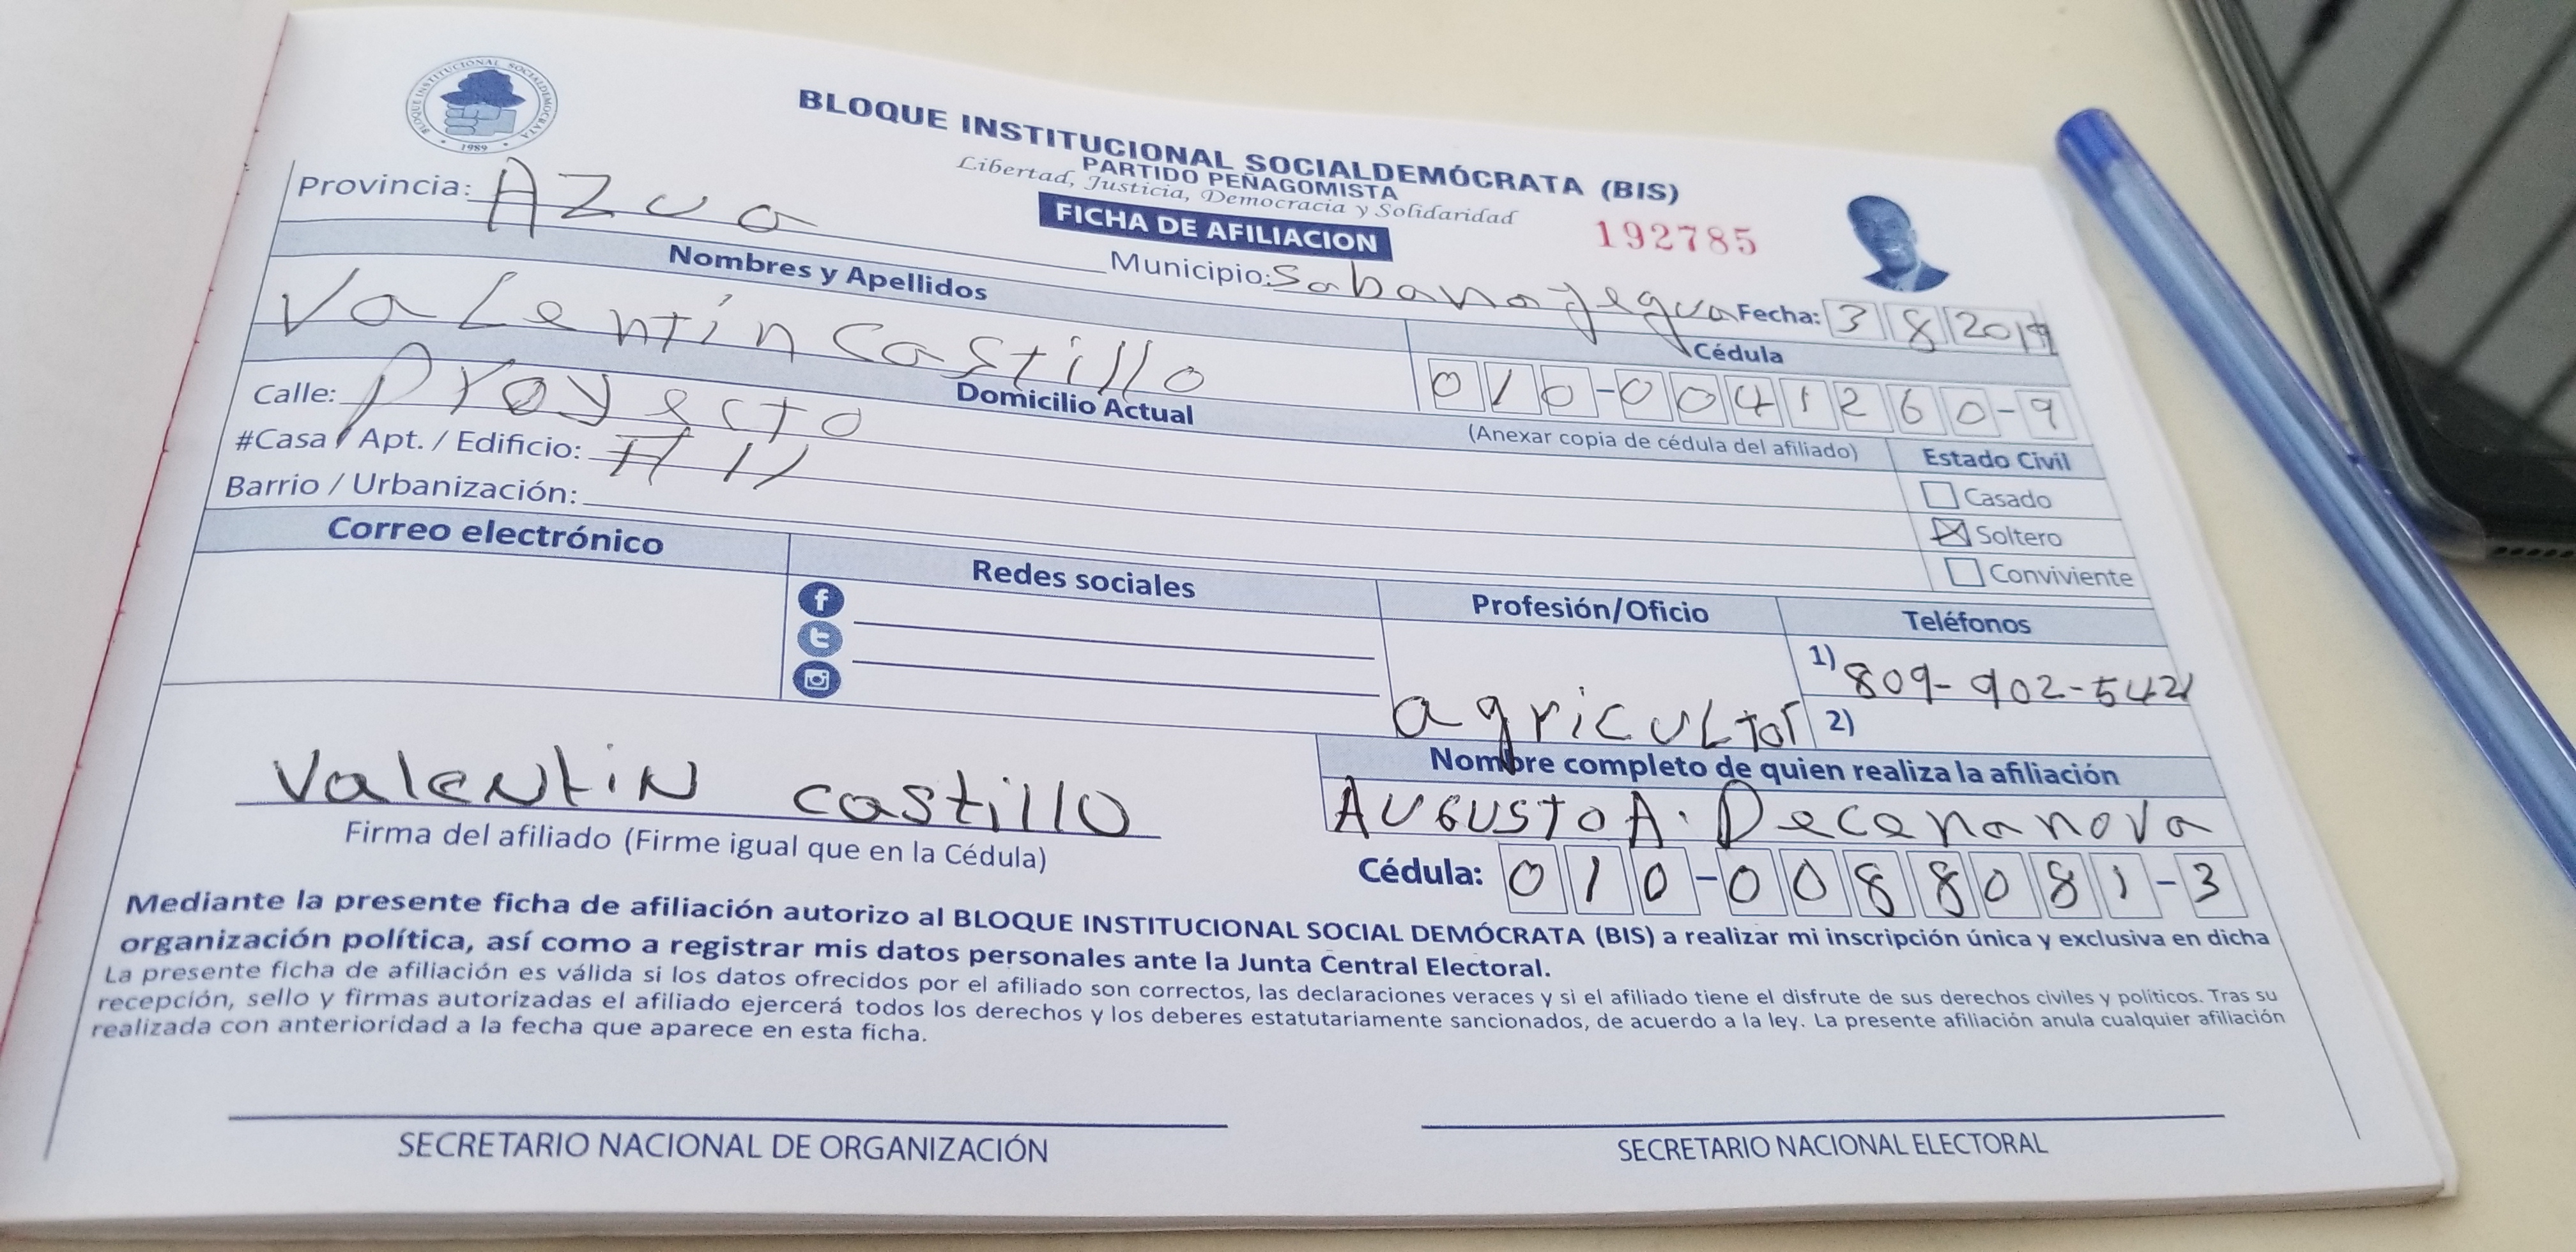 BLOQUE INSTITUCIONAL SOCIALDEMOCRATA
1989
BLOQUE INSTITUCIONAL SOCIALDEMÓCRATA (BIS)
PARTIDO PEÑAGOMISTA
Libertad, Justicia, Democracia y Solidaridad
FICHA DE AFILIACION
192785
Provincia: Azua
Municipio: Sabana Yegua Fecha: 3 8 2019
Nombres y Apellidos
Valentin Castillo
Cédula
010-0041260-9
(Anexar copia de cédula del afiliado)
Domicilio Actual
Calle: Proyecto
#Casa / Apt. / Edificio: # 11
Barrio / Urbanización:
Estado Civil
Casado
Soltero
Conviviente
Correo electrónico
Redes sociales
Profesión/Oficio
agricultor
Teléfonos
1) 809-902-5421
2)
Valentin castillo
Firma del afiliado (Firme igual que en la Cédula)
Nombre completo de quien realiza la afiliación
Augusto A. Decena nova
Cédula: 010-0088081-3
Mediante la presente ficha de afiliación autorizo al BLOQUE INSTITUCIONAL SOCIAL DEMÓCRATA (BIS) a realizar mi inscripción única y exclusiva en dicha
organización política, así como a registrar mis datos personales ante la Junta Central Electoral.
La presente ficha de afiliación es válida si los datos ofrecidos por el afiliado son correctos, las declaraciones veraces y si el afiliado tiene el disfrute de sus derechos civiles y políticos. Tras su
recepción, sello y firmas autorizadas el afiliado ejercerá todos los derechos y los deberes estatutariamente sancionados, de acuerdo a la ley. La presente afiliación anula cualquier afiliación
realizada con anterioridad a la fecha que aparece en esta ficha.
SECRETARIO NACIONAL DE ORGANIZACIÓN
SECRETARIO NACIONAL ELECTORAL